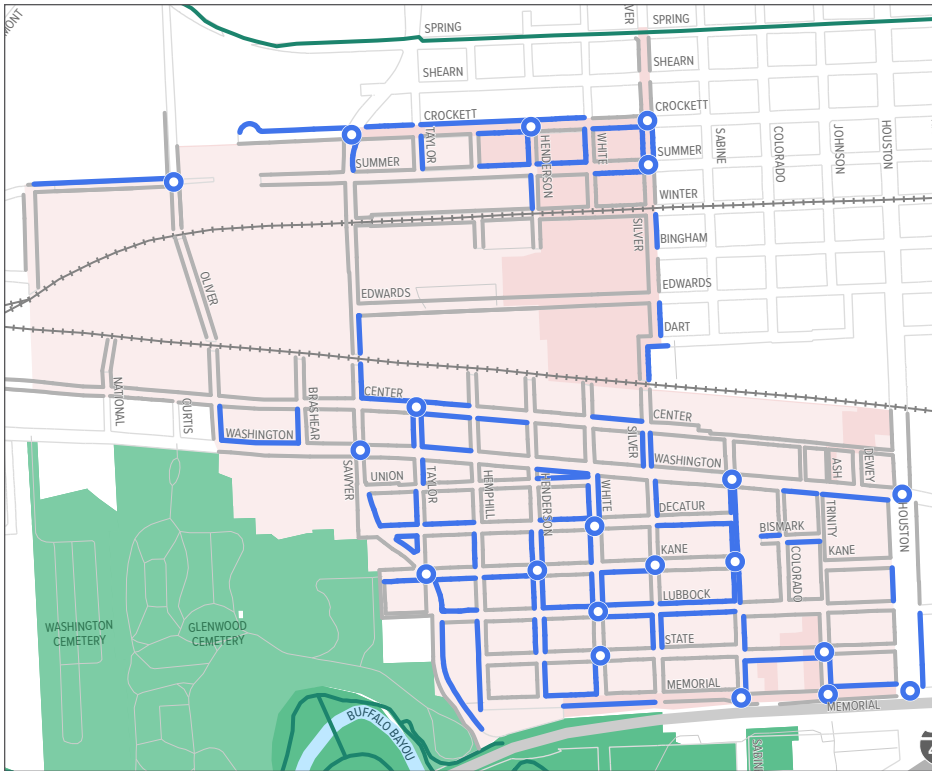 MONT
SPRING
VER
SPRING
SHEARN
SHEARN
CROCKETT
CROCKETT
TAYLOR
HENDERSON
WHITE
SUMMER
SUMMER
SABINE
COLORADO
JOHNSON
HOUSTON
WINTER
SILVER
BINGHAM
OLIVER
EDWARDS
EDWARDS
DART
NATIONAL
CURTIS
BRASHEAR
CENTER
CENTER
WASHINGTON
SILVER
WASHINGTON
SAWYER
UNION
TAYLOR
HEMPHILL
HENDERSON
WHITE
ASH
DEWEY
DECATUR
BISMARK
TRINITY
HOUSTON
KANE
KANE
COLORADO
LUBBOCK
WASHINGTON
CEMETERY
GLENWOOD
CEMETERY
STATE
MEMORIAL
MEMORIAL
BUFFALO BAYOU